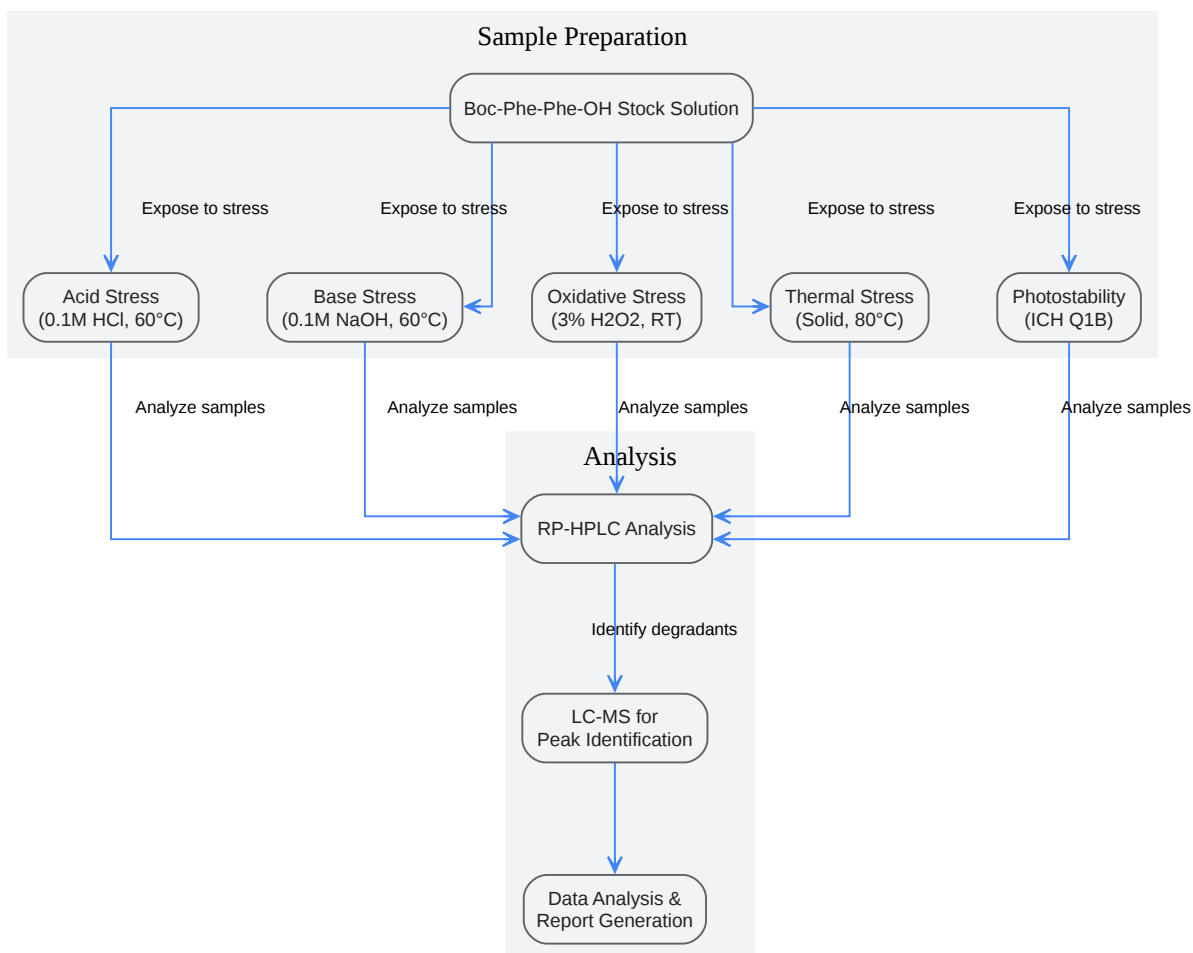 Sample Preparation
Boc-Phe-Phe-OH Stock Solution
Expose to stress
Expose to stress
Expose to stress
Expose to stress
Expose to stress
Acid Stress
(0.1M HCl, 60°C)
Base Stress
(0.1M NaOH, 60°C)
Oxidative Stress
(3% H2O2, RT)
Thermal Stress
(Solid, 80°C)
Photostability
(ICH Q1B)
Analyze samples
Analyze samples
Analyze samples
Analyze samples
Analyze samples
Analysis
RP-HPLC Analysis
Identify degradants
LC-MS for
Peak Identification
Data Analysis &
Report Generation